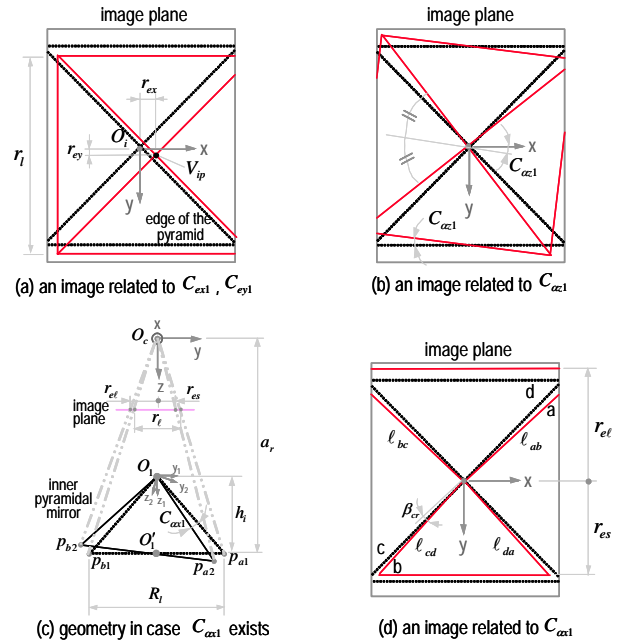 image plane
r_ex
O_i
x
r_ey
V_ip
r_l
y
edge of the
pyramid
(a) an image related to C_ex1 , C_ey1
image plane
x
C_αz1
y
C_αz1
(b) an image related to C_αz1
x
O_c
y
z
r_eℓ
r_es
image
plane
r_ℓ
a_r
inner
pyramidal
mirror
O_1
y_1
y_2
z_2
z_1
C_αx1
h_i
p_b2
p_b1
O'_1
p_a2
p_a1
R_l
(c) geometry in case C_αx1 exists
image plane
d
a
ℓ_bc
ℓ_ab
r_eℓ
x
β_cr
y
r_es
c
ℓ_cd
ℓ_da
b
(d) an image related to C_αx1